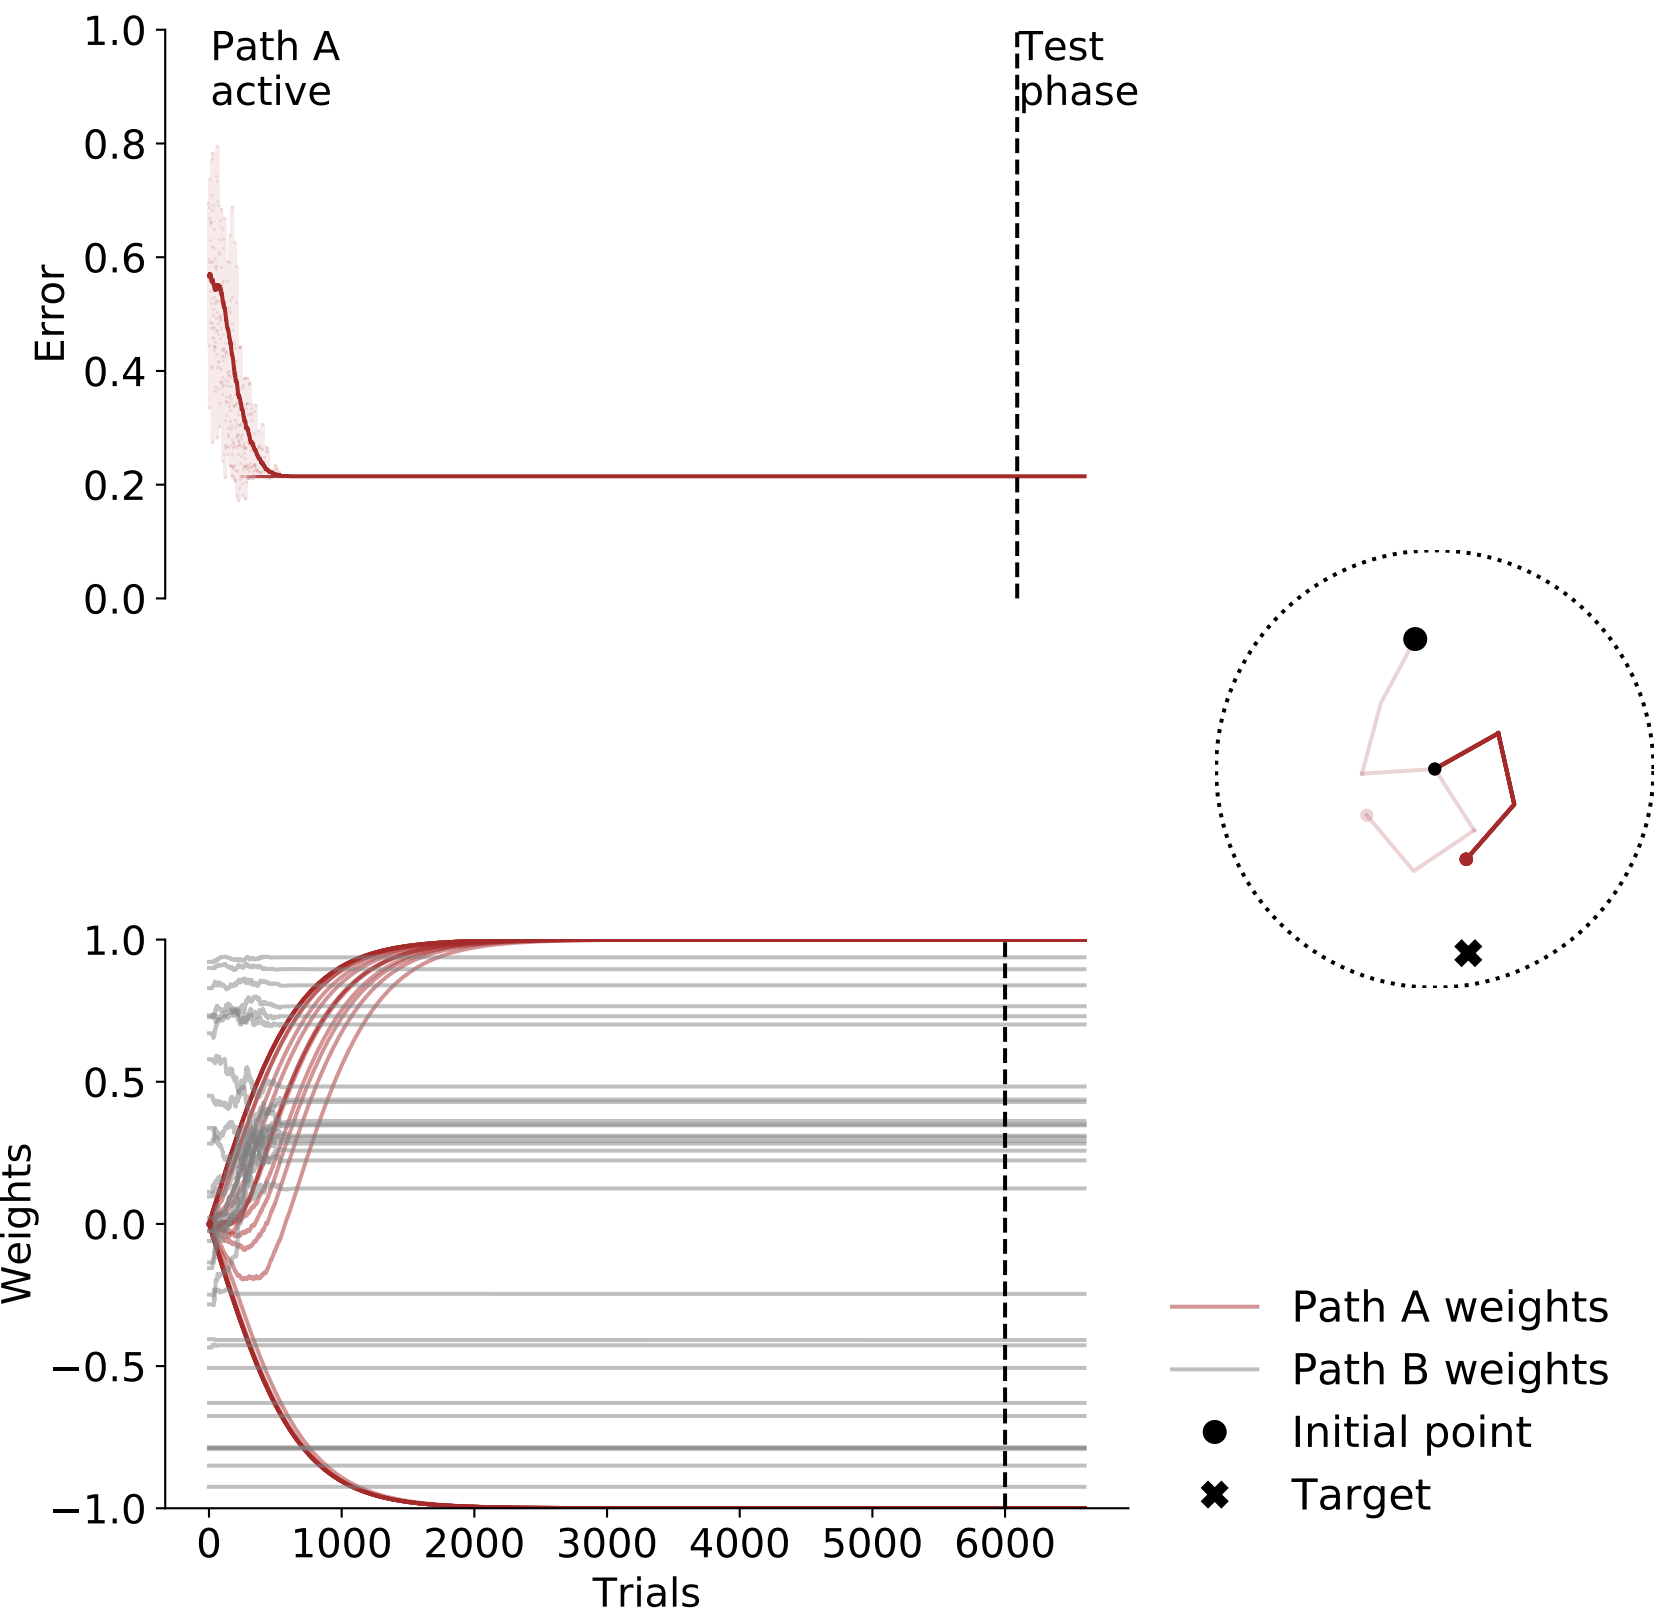 1.0
Path A
active
Test
phase
0.8
0.6
0.4
0.2
0.0
Error
1.0
0.5
0.0
−0.5
−1.0
Weights
0 1000 2000 3000 4000 5000 6000
Trials
Path A weights
Path B weights
Initial point
Target